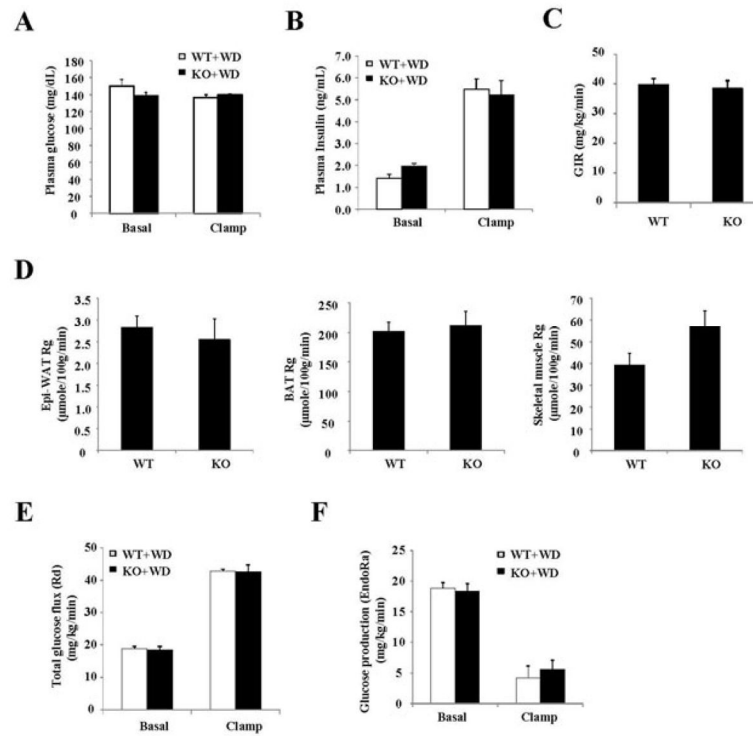 A
Plasma glucose (mg/dL)
180
160
140
120
100
80
60
40
20
0
WT+WD
KO+WD
Basal
Clamp
B
Plasma Insulin (ng/mL)
7.0
6.0
5.0
4.0
3.0
2.0
1.0
0.0
WT+WD
KO+WD
Basal
Clamp
C
GIR (mg/kg/min)
50
40
30
20
10
0
WT
KO
D
Epi-WAT Rg
(μmole/100g/min)
3.5
3.0
2.5
2.0
1.5
1.0
0.5
0
WT
KO
BAT Rg
(μmole/100g/min)
250
200
150
100
50
0
WT
KO
Skeletal muscle Rg
(μmole/100g/min)
70
60
50
40
30
20
10
0
WT
KO
E
Total glucose flux (Rd)
(mg/kg/min)
50
40
30
20
10
0
WT+WD
KO+WD
Basal
Clamp
F
Glucose production (EndoRa)
(mg/kg/min)
25
20
15
10
5
0
WT+WD
KO+WD
Basal
Clamp